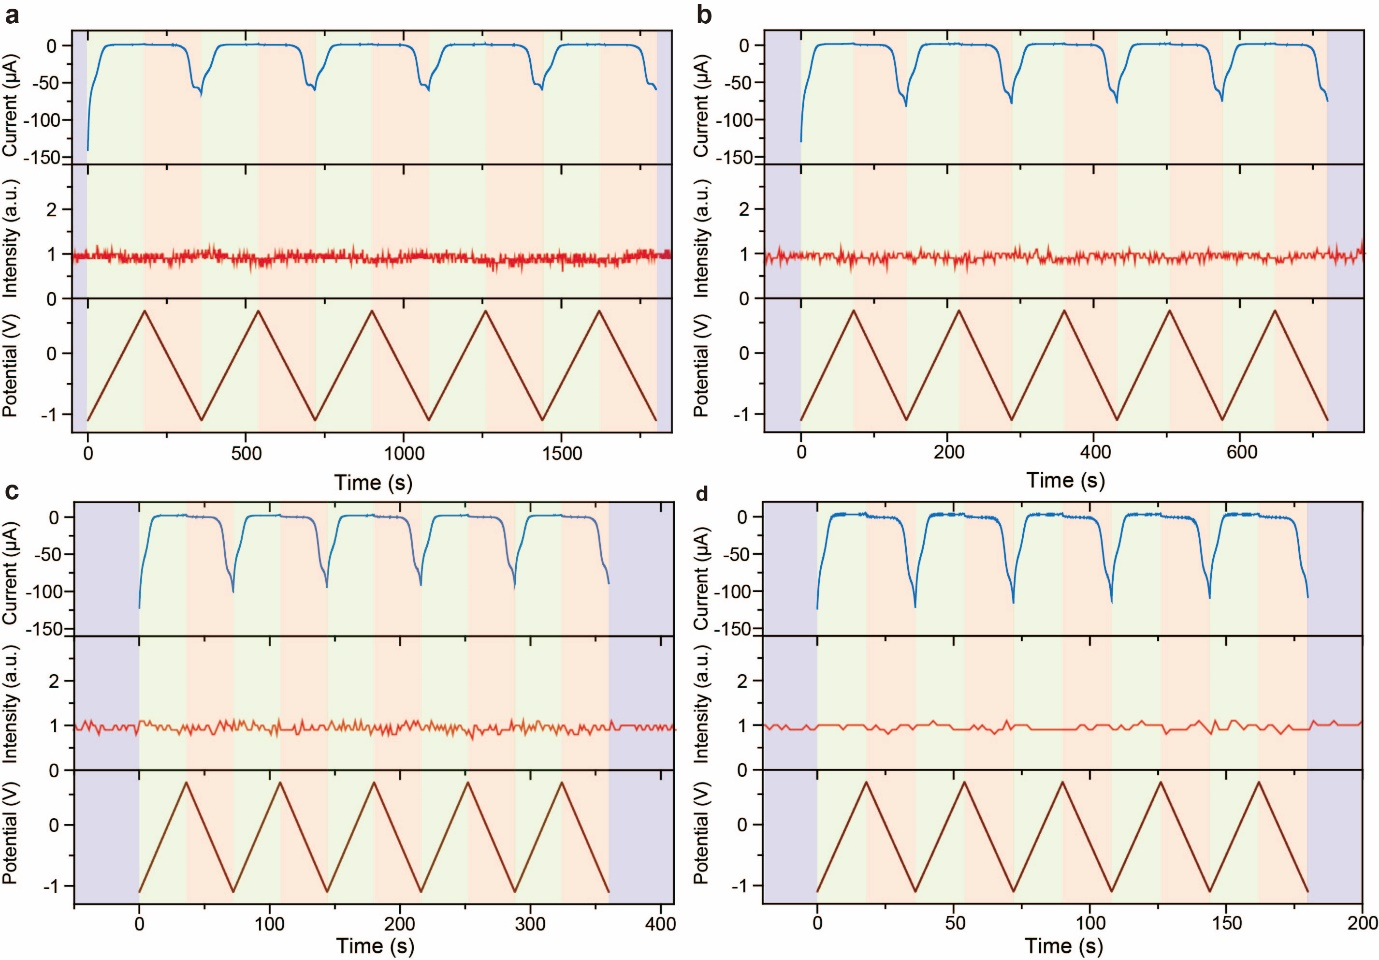 a
Current (µA)
0
-50
-100
-150
Intensity (a.u.)
2
1
0
Potential (V)
0
-1
0
500
1000
1500
Time (s)
b
Current (µA)
0
-50
-100
-150
Intensity (a.u.)
2
1
0
Potential (V)
0
-1
0
200
400
600
Time (s)
c
Current (µA)
0
-50
-100
-150
Intensity (a.u.)
2
1
0
Potential (V)
0
-1
0
100
200
300
400
Time (s)
d
Current (µA)
0
-50
-100
-150
Intensity (a.u.)
2
1
0
Potential (V)
0
-1
0
50
100
150
200
Time (s)